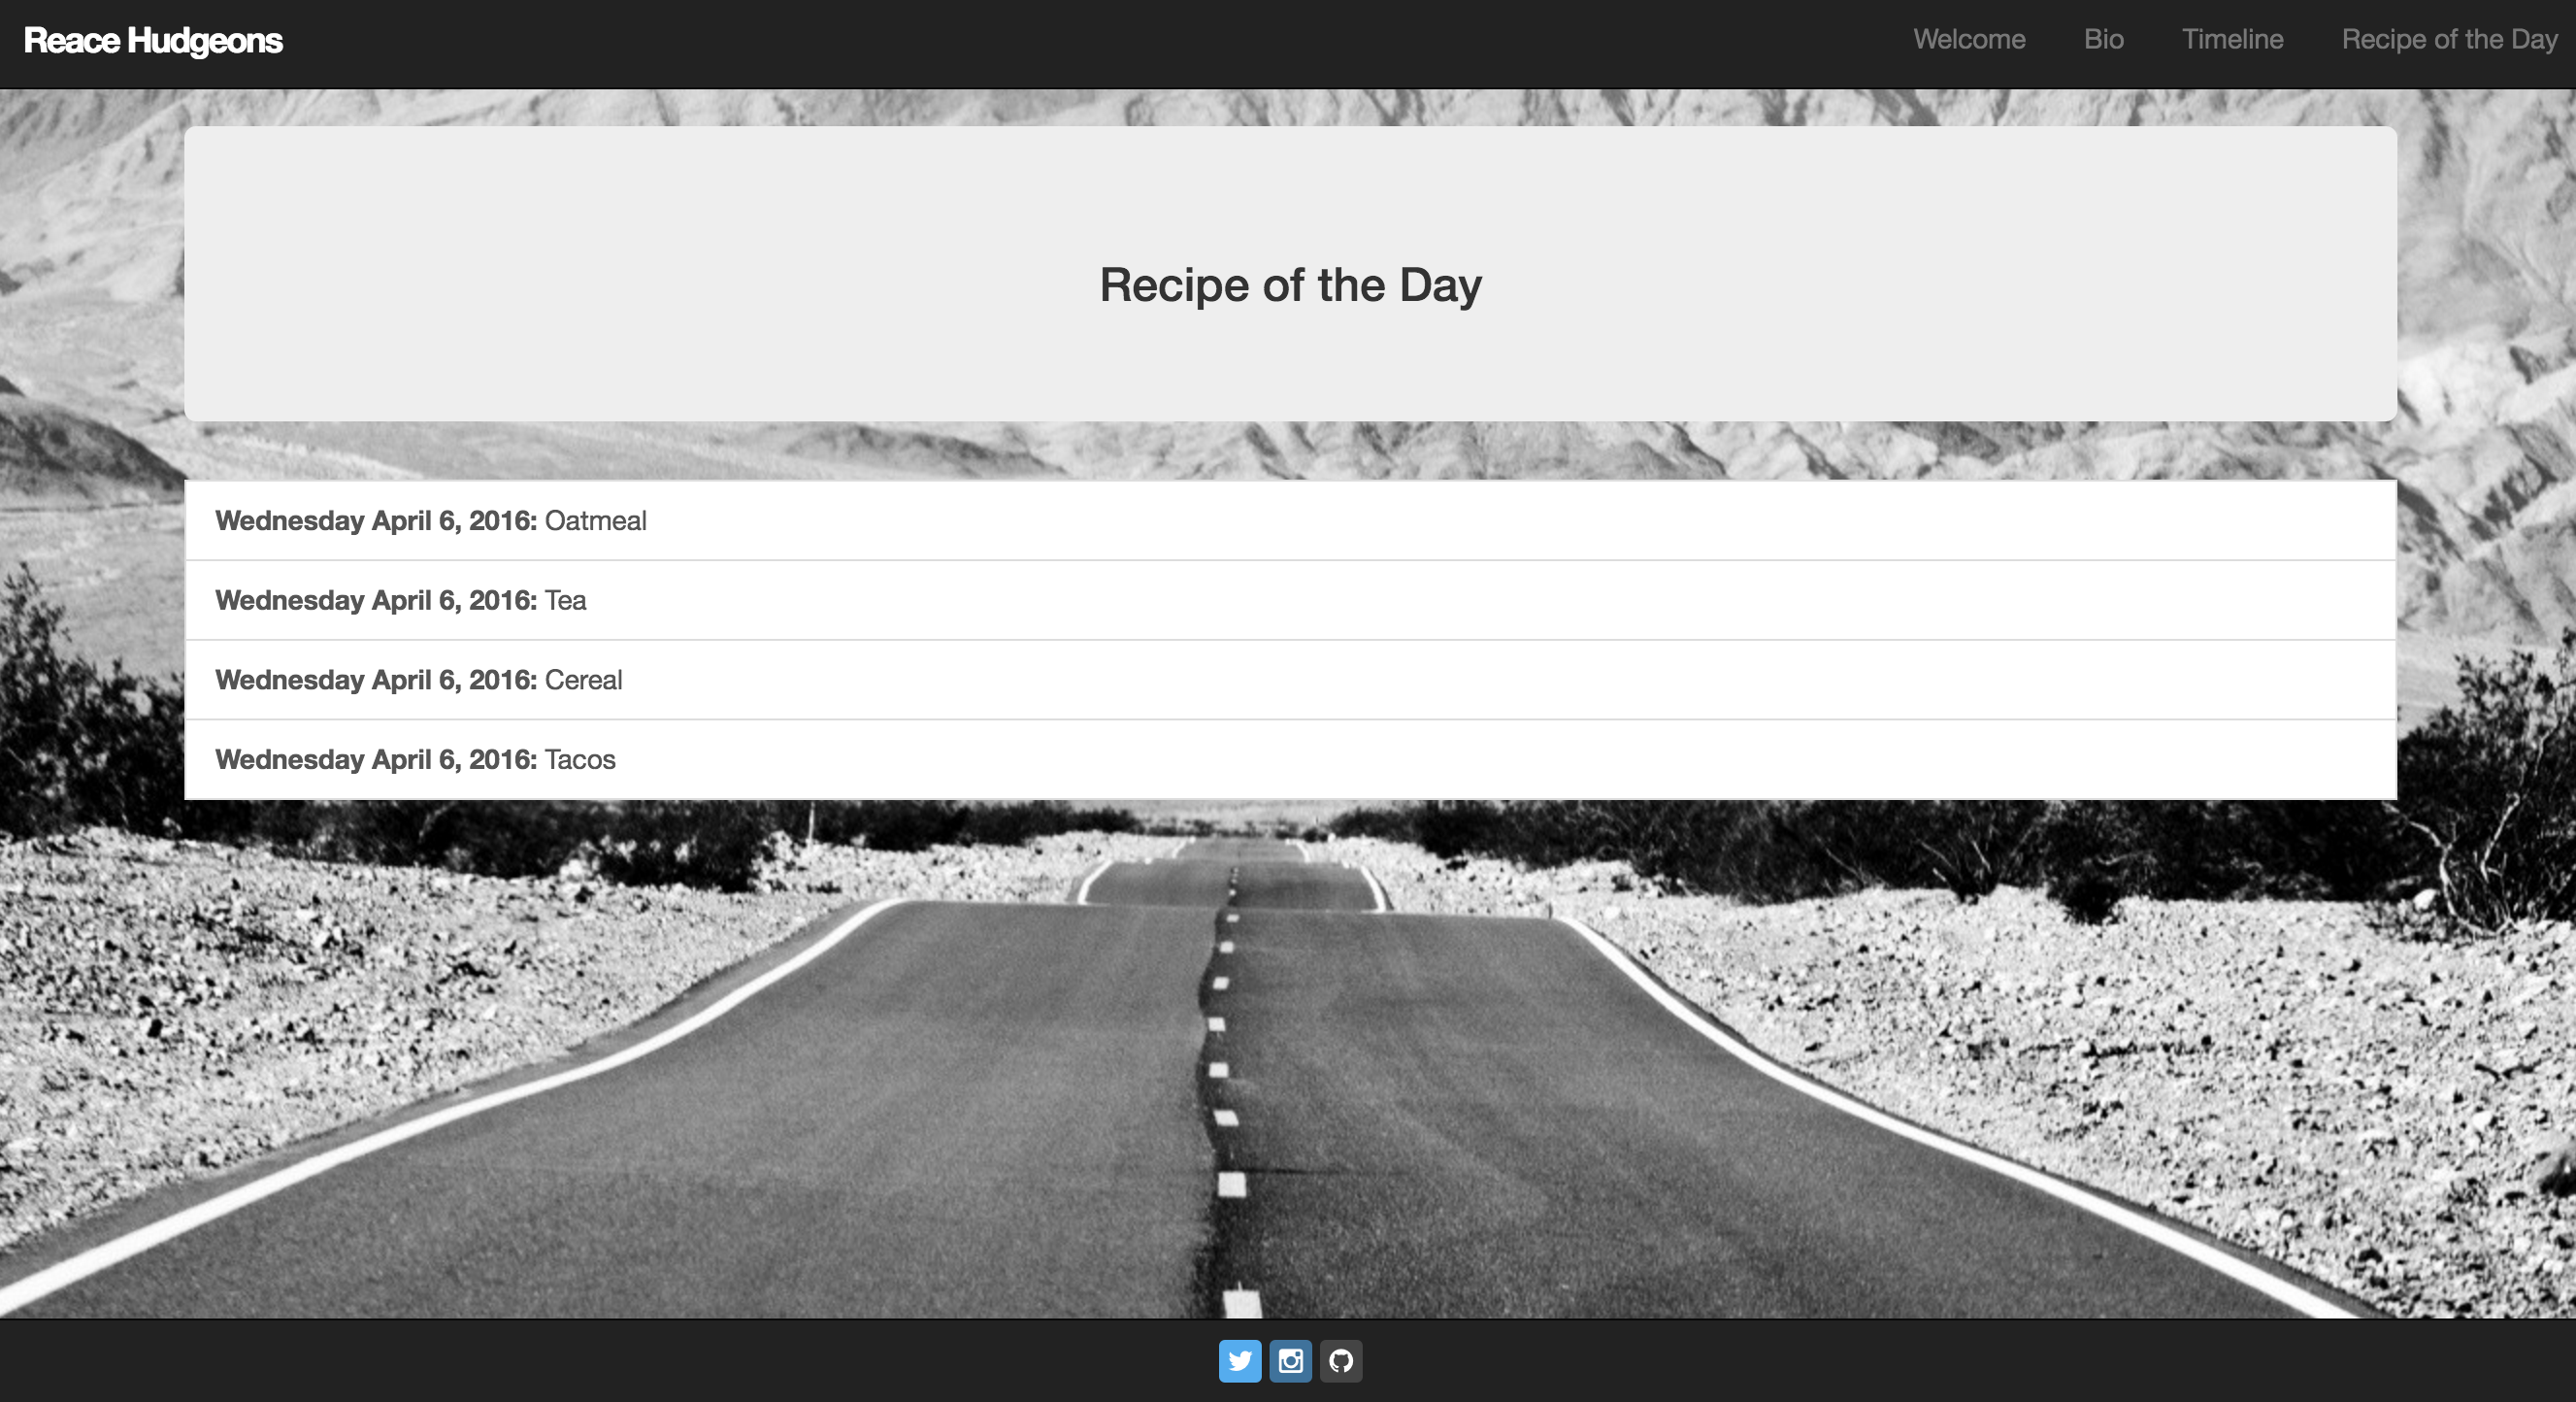 Reace Hudgeons
Welcome Bio Timeline Recipe of the Day
Recipe of the Day
Wednesday April 6, 2016: Oatmeal
Wednesday April 6, 2016: Tea
Wednesday April 6, 2016: Cereal
Wednesday April 6, 2016: Tacos